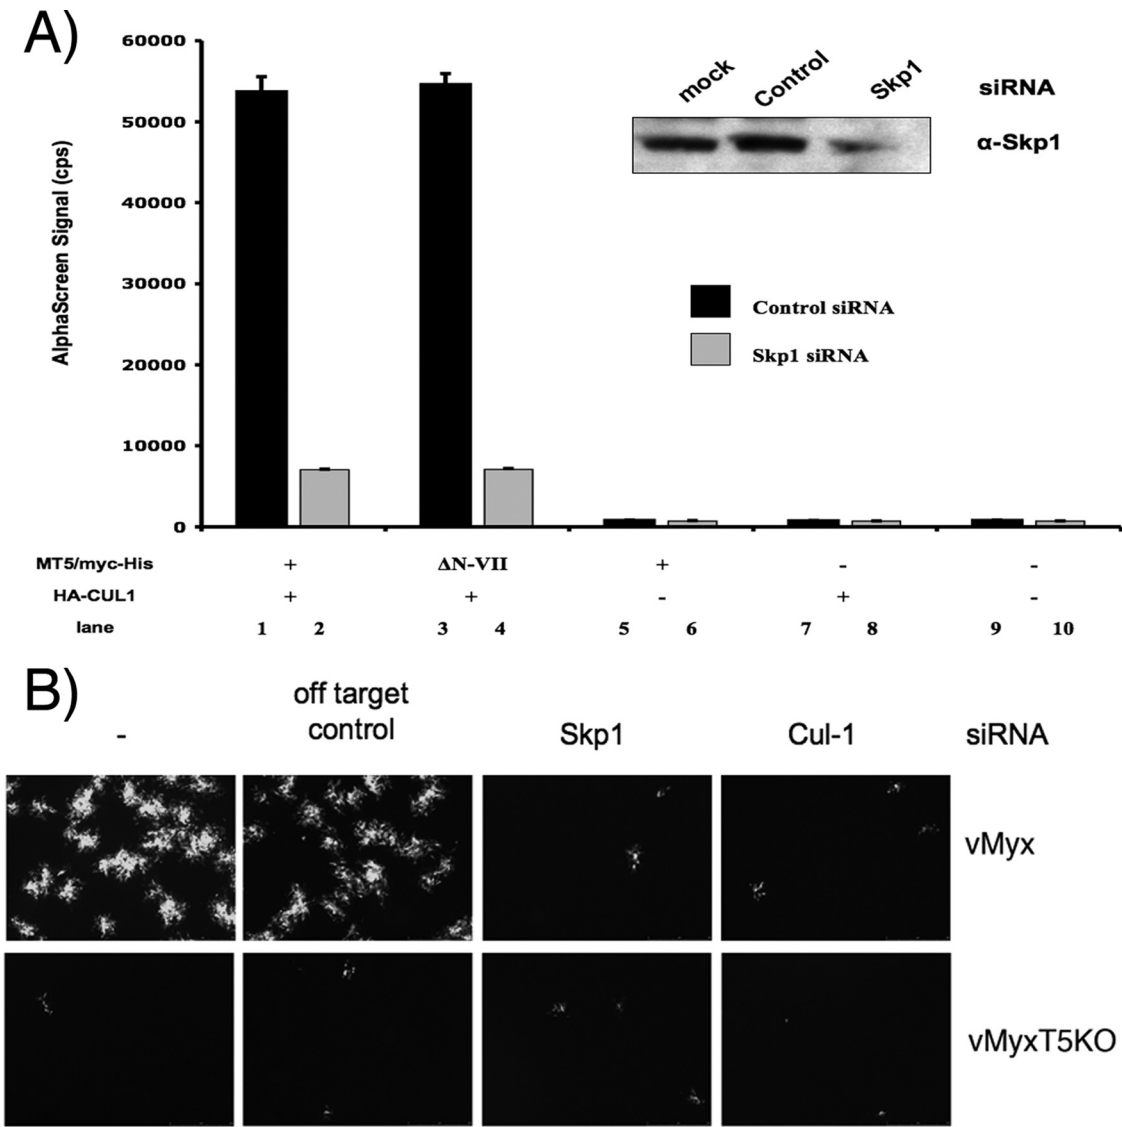 A)
60000
50000
40000
30000
20000
10000
0
AlphaScreen Signal (cps)
mock Control Skp1 siRNA
α-Skp1
Control siRNA
Skp1 siRNA
MT5/myc-His + ΔN-VII + - -
HA-CUL1 + + - + -
lane 1 2 3 4 5 6 7 8 9 10
B)
- off target control Skp1 Cul-1 siRNA
vMyx
vMyxT5KO